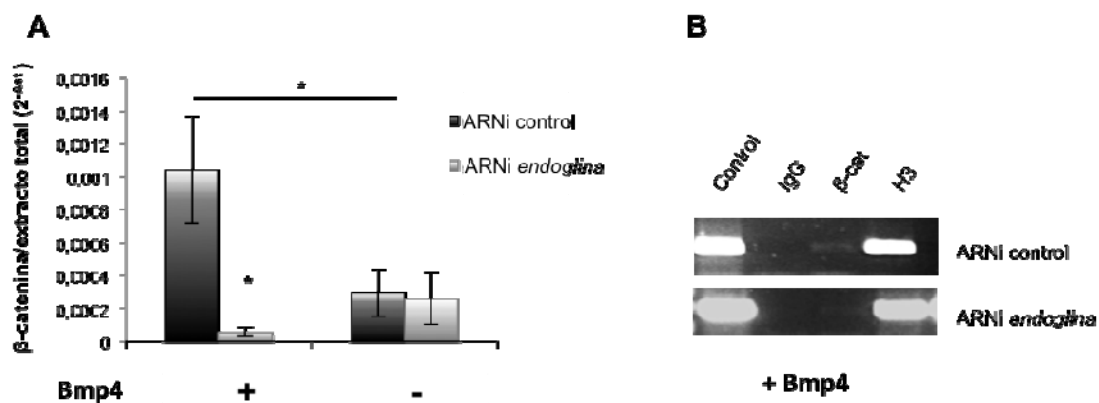 A
β-catenina/extracto total (2-ΔΔct)
0,0016
0,0014
0,0012
0,001
0,0008
0,0006
0,0004
0,0002
0
*
*
ARNi control
ARNi endoglina
Bmp4 + -
B
Control IgG β-cat H3
ARNi control
ARNi endoglina
+ Bmp4